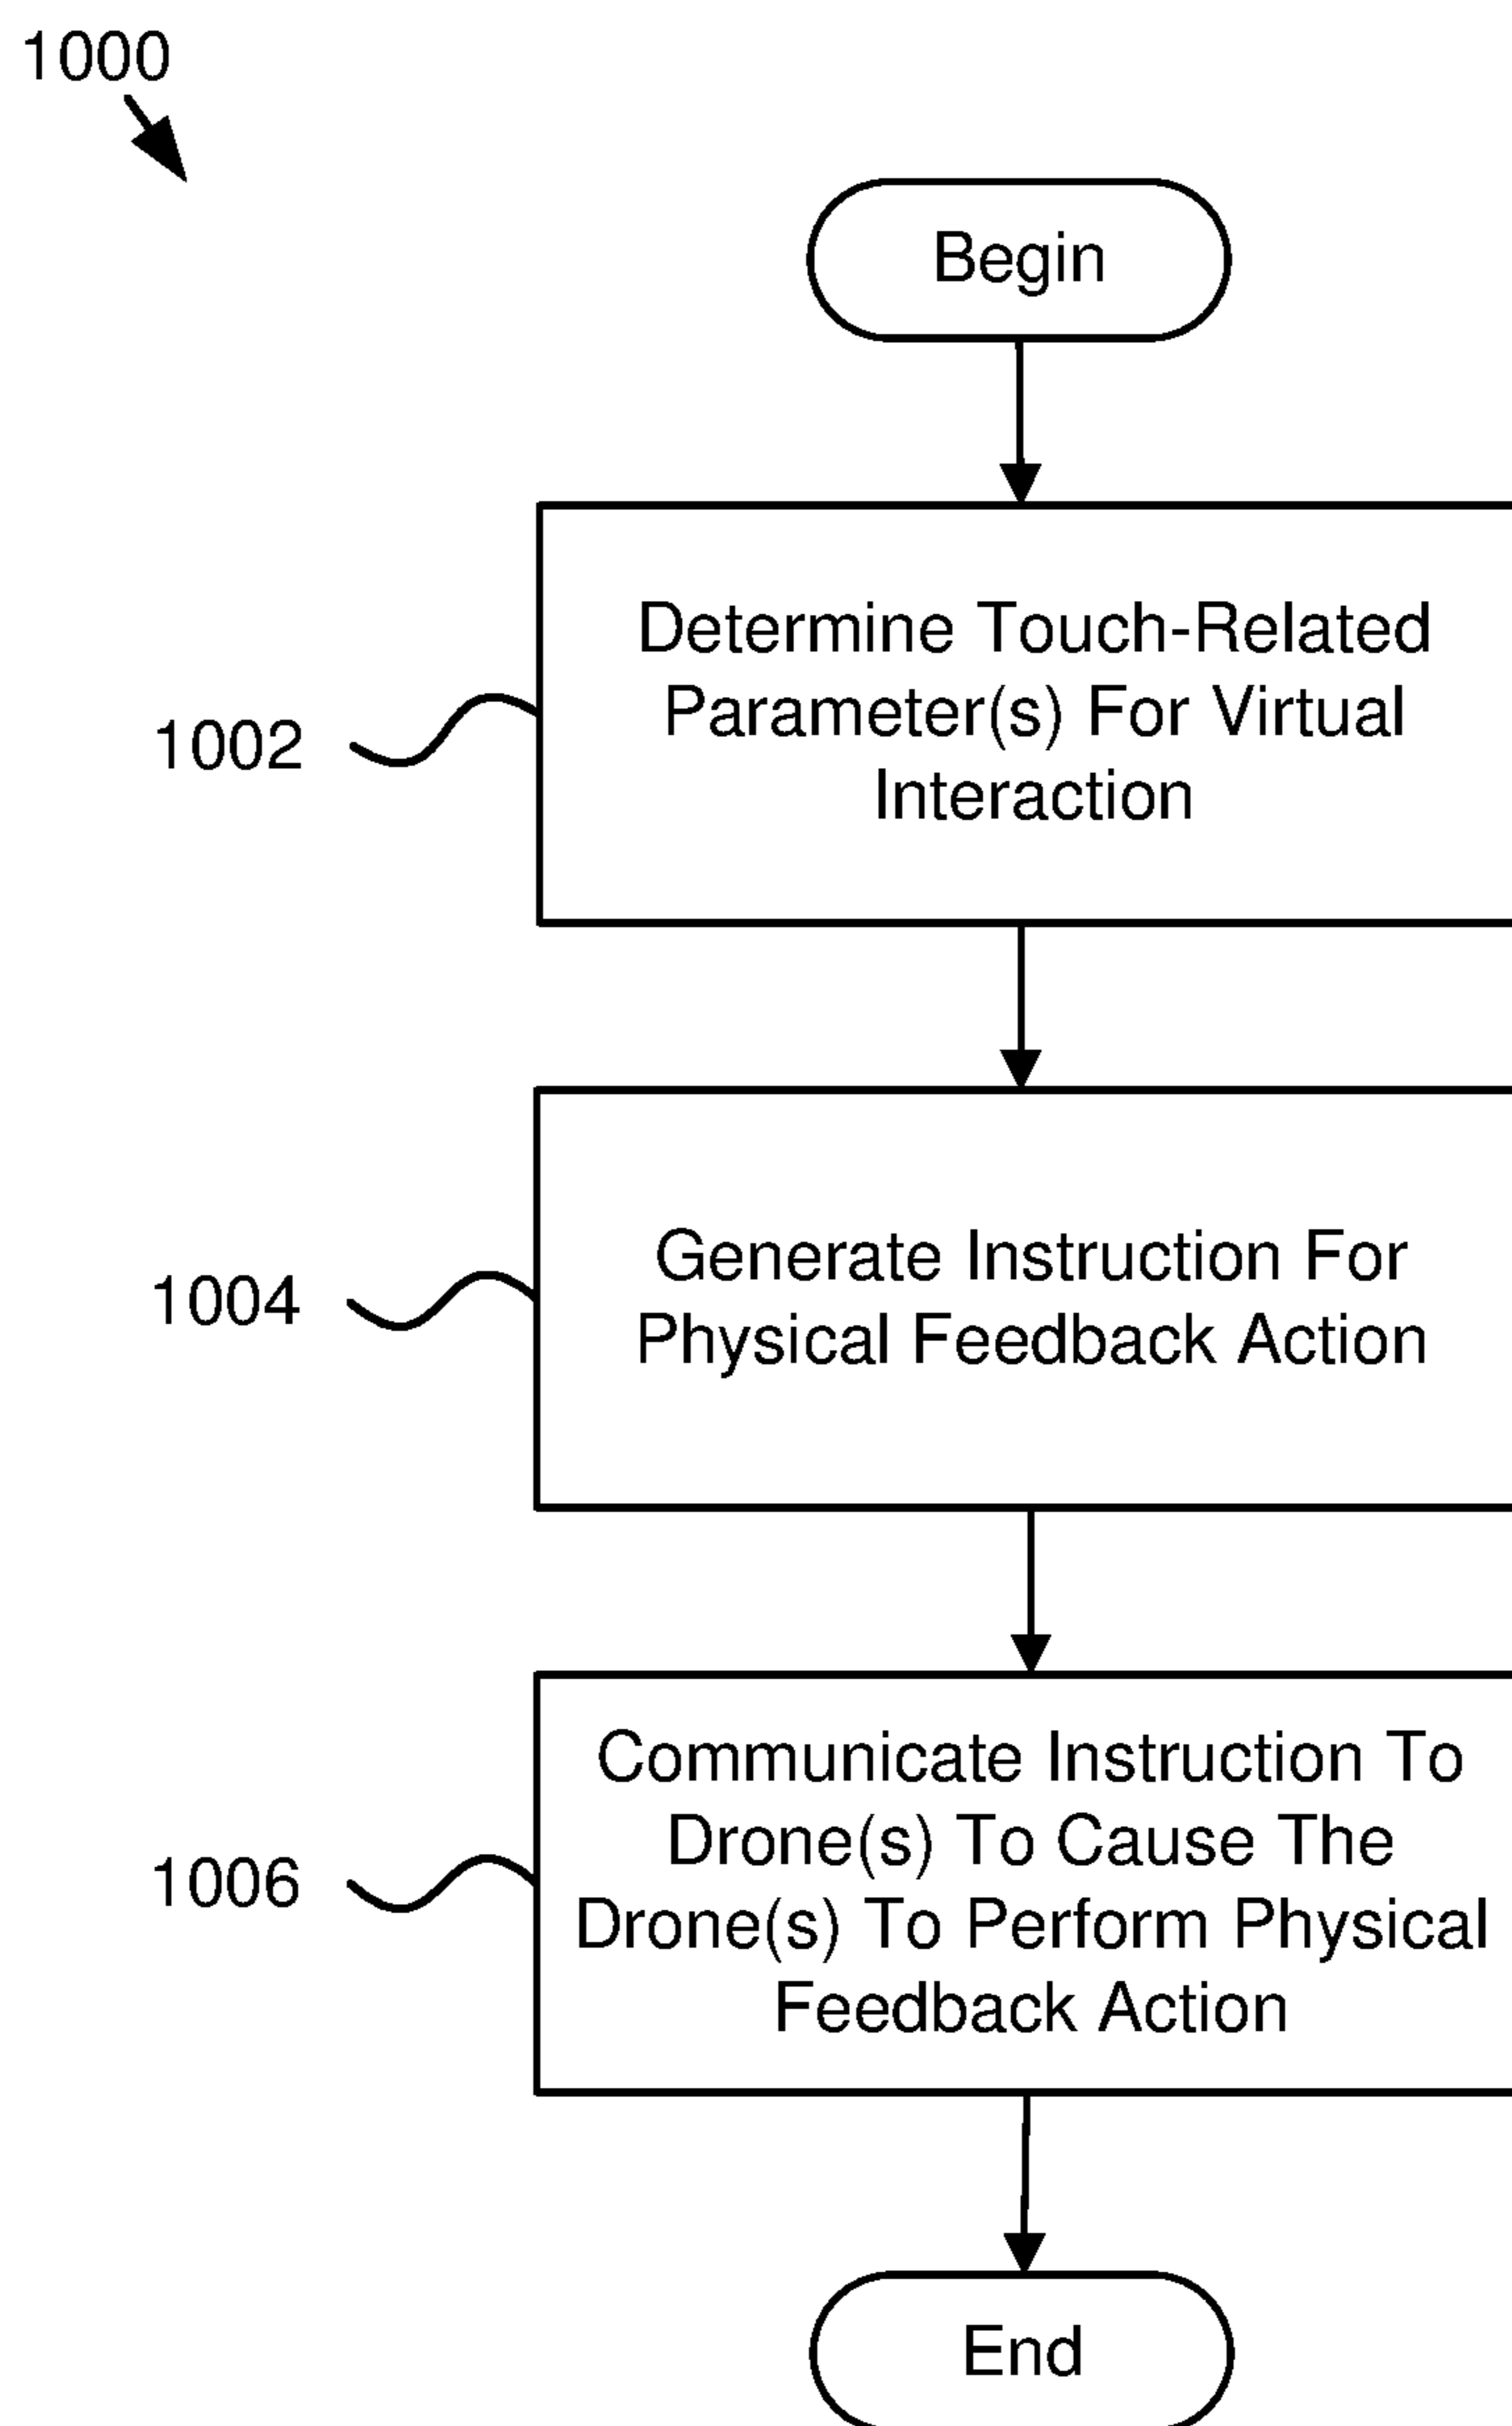 1000
Begin
Determine Touch-Related
Parameter(s) For Virtual
Interaction
1002
Generate Instruction For
Physical Feedback Action
1004
Communicate Instruction To
Drone(s) To Cause The
Drone(s) To Perform Physical
Feedback Action
1006
End